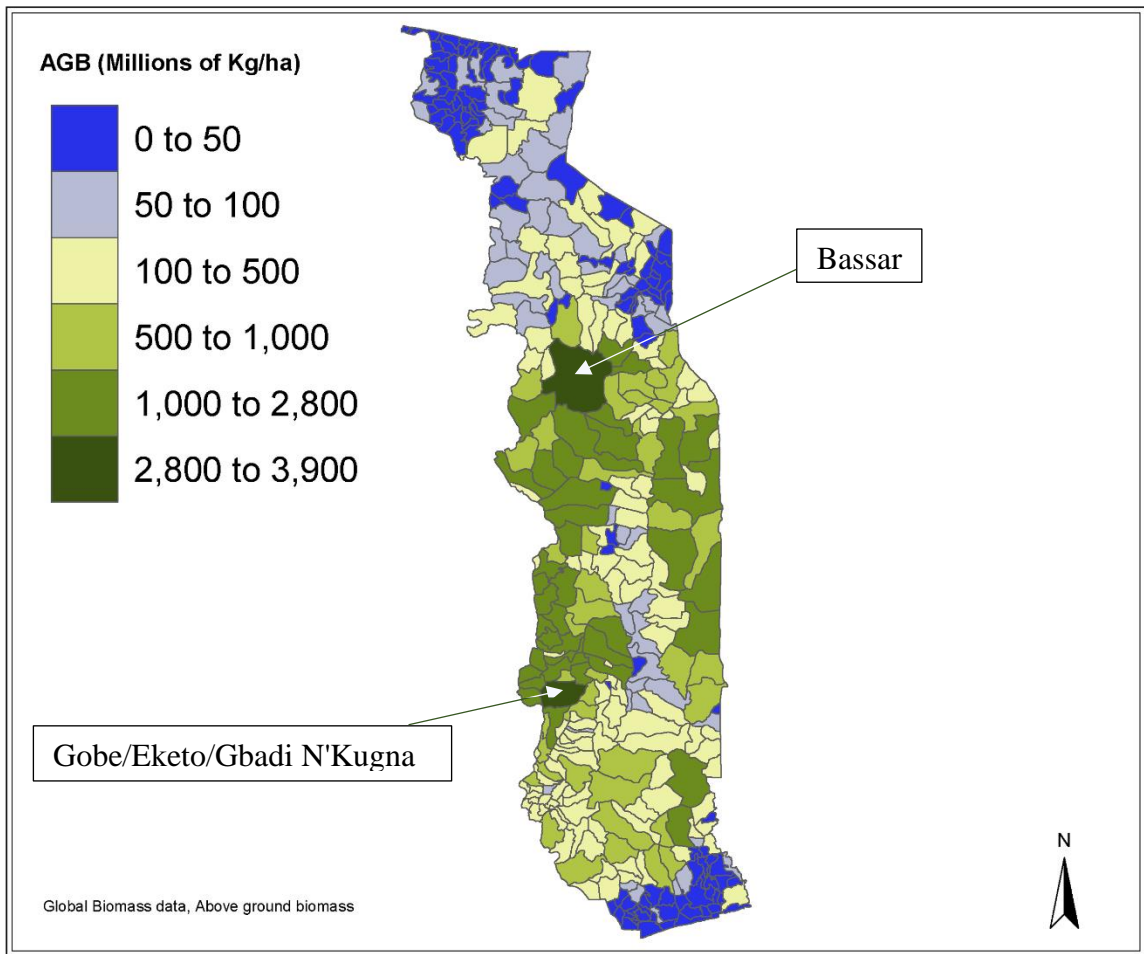 AGB (Millions of Kg/ha)
0 to 50
50 to 100
100 to 500
500 to 1,000
1,000 to 2,800
2,800 to 3,900
Bassar
Gobe/Eketo/Gbadi N'Kugna
Global Biomass data, Above ground biomass
N